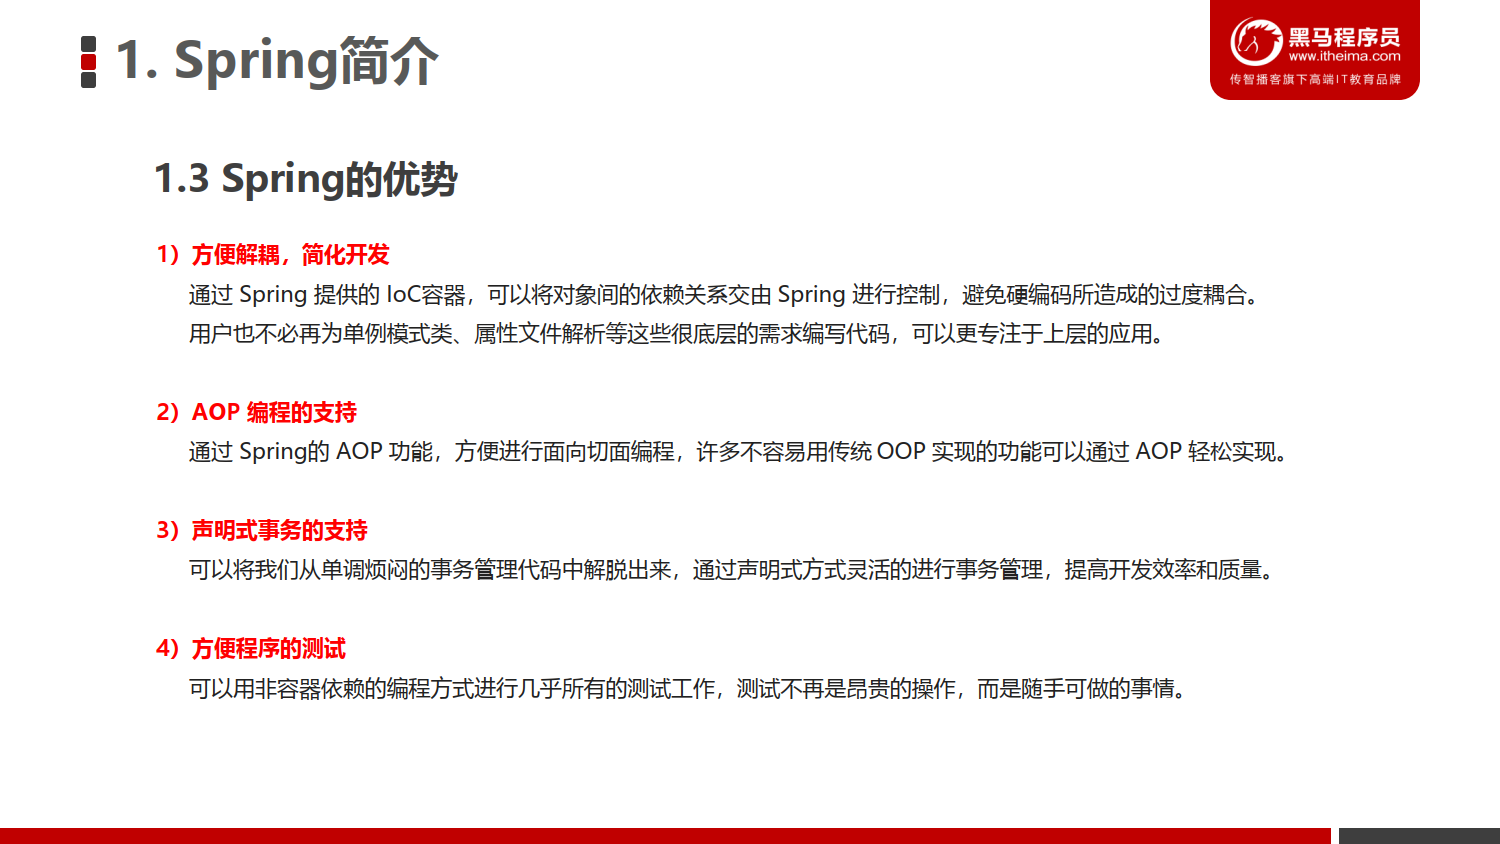 1. Spring简介
黑马程序员
www.itheima.com
传智播客旗下高端IT教育品牌
1.3 Spring的优势
1）方便解耦，简化开发
通过 Spring 提供的 IoC容器，可以将对象间的依赖关系交由 Spring 进行控制，避免硬编码所造成的过度耦合。
用户也不必再为单例模式类、属性文件解析等这些很底层的需求编写代码，可以更专注于上层的应用。
2）AOP 编程的支持
通过 Spring的 AOP 功能，方便进行面向切面编程，许多不容易用传统 OOP 实现的功能可以通过 AOP 轻松实现。
3）声明式事务的支持
可以将我们从单调烦闷的事务管理代码中解脱出来，通过声明式方式灵活的进行事务管理，提高开发效率和质量。
4）方便程序的测试
可以用非容器依赖的编程方式进行几乎所有的测试工作，测试不再是昂贵的操作，而是随手可做的事情。